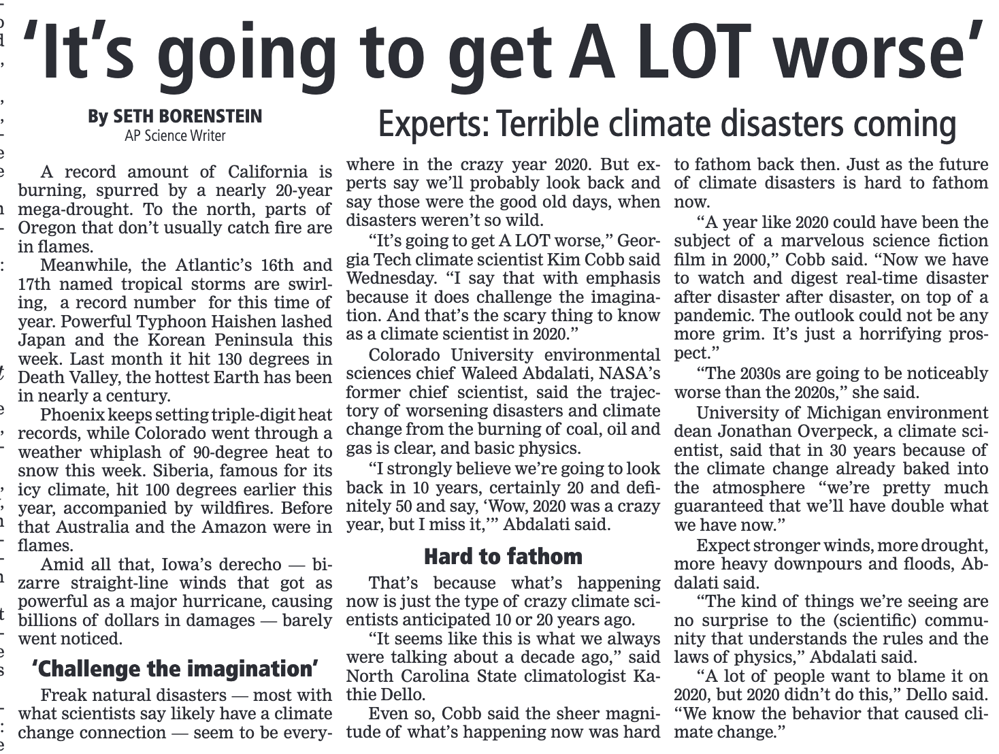 ‘It’s going to get A LOT worse’
By SETH BORENSTEIN
AP Science Writer
Experts: Terrible climate disasters coming
A record amount of California is
burning, spurred by a nearly 20-year
mega-drought. To the north, parts of
Oregon that don’t usually catch fire are
in flames.
Meanwhile, the Atlantic’s 16th and
17th named tropical storms are swirl-
ing, a record number for this time of
year. Powerful Typhoon Haishen lashed
Japan and the Korean Peninsula this
week. Last month it hit 130 degrees in
Death Valley, the hottest Earth has been
in nearly a century.
Phoenix keeps setting triple-digit heat
records, while Colorado went through a
weather whiplash of 90-degree heat to
snow this week. Siberia, famous for its
icy climate, hit 100 degrees earlier this
year, accompanied by wildfires. Before
that Australia and the Amazon were in
flames.
Amid all that, Iowa’s derecho — bi-
zarre straight-line winds that got as
powerful as a major hurricane, causing
billions of dollars in damages — barely
went noticed.
‘Challenge the imagination’
Freak natural disasters — most with
what scientists say likely have a climate
change connection — seem to be every-
where in the crazy year 2020. But ex-
perts say we’ll probably look back and
say those were the good old days, when
disasters weren’t so wild.
“It’s going to get A LOT worse,” Geor-
gia Tech climate scientist Kim Cobb said
Wednesday. “I say that with emphasis
because it does challenge the imagina-
tion. And that’s the scary thing to know
as a climate scientist in 2020.”
Colorado University environmental
sciences chief Waleed Abdalati, NASA’s
former chief scientist, said the trajec-
tory of worsening disasters and climate
change from the burning of coal, oil and
gas is clear, and basic physics.
“I strongly believe we’re going to look
back in 10 years, certainly 20 and defi-
nitely 50 and say, ‘Wow, 2020 was a crazy
year, but I miss it,’” Abdalati said.
Hard to fathom
That’s because what’s happening
now is just the type of crazy climate sci-
entists anticipated 10 or 20 years ago.
“It seems like this is what we always
were talking about a decade ago,” said
North Carolina State climatologist Ka-
thie Dello.
Even so, Cobb said the sheer magni-
tude of what’s happening now was hard
to fathom back then. Just as the future
of climate disasters is hard to fathom
now.
“A year like 2020 could have been the
subject of a marvelous science fiction
film in 2000,” Cobb said. “Now we have
to watch and digest real-time disaster
after disaster after disaster, on top of a
pandemic. The outlook could not be any
more grim. It’s just a horrifying pros-
pect.”
“The 2030s are going to be noticeably
worse than the 2020s,” she said.
University of Michigan environment
dean Jonathan Overpeck, a climate sci-
entist, said that in 30 years because of
the climate change already baked into
the atmosphere “we’re pretty much
guaranteed that we’ll have double what
we have now.”
Expect stronger winds, more drought,
more heavy downpours and floods, Ab-
dalati said.
“The kind of things we’re seeing are
no surprise to the (scientific) commu-
nity that understands the rules and the
laws of physics,” Abdalati said.
“A lot of people want to blame it on
2020, but 2020 didn’t do this,” Dello said.
“We know the behavior that caused cli-
mate change.”